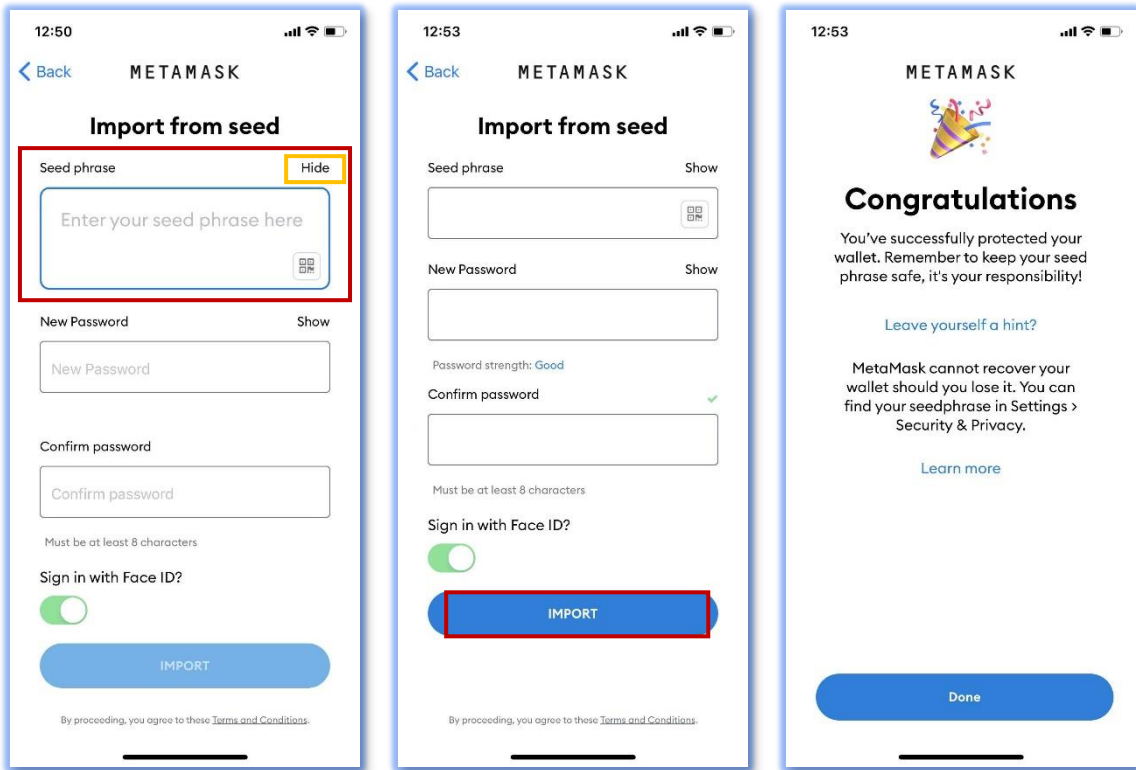 12:50
Back
METAMASK
Import from seed
Seed phrase
Hide
Enter your seed phrase here
New Password
Show
New Password
Confirm password
Confirm password
Must be at least 8 characters
Sign in with Face ID?
IMPORT
By proceeding, you agree to these Terms and Conditions.
12:53
Back
METAMASK
Import from seed
Seed phrase
Show
New Password
Show
Password strength: Good
Confirm password
Must be at least 8 characters
Sign in with Face ID?
IMPORT
By proceeding, you agree to these Terms and Conditions.
12:53
METAMASK
Congratulations
You've successfully protected your
wallet. Remember to keep your seed
phrase safe, it's your responsibility!
Leave yourself a hint?
MetaMask cannot recover your
wallet should you lose it. You can
find your seedphrase in Settings >
Security & Privacy.
Learn more
Done